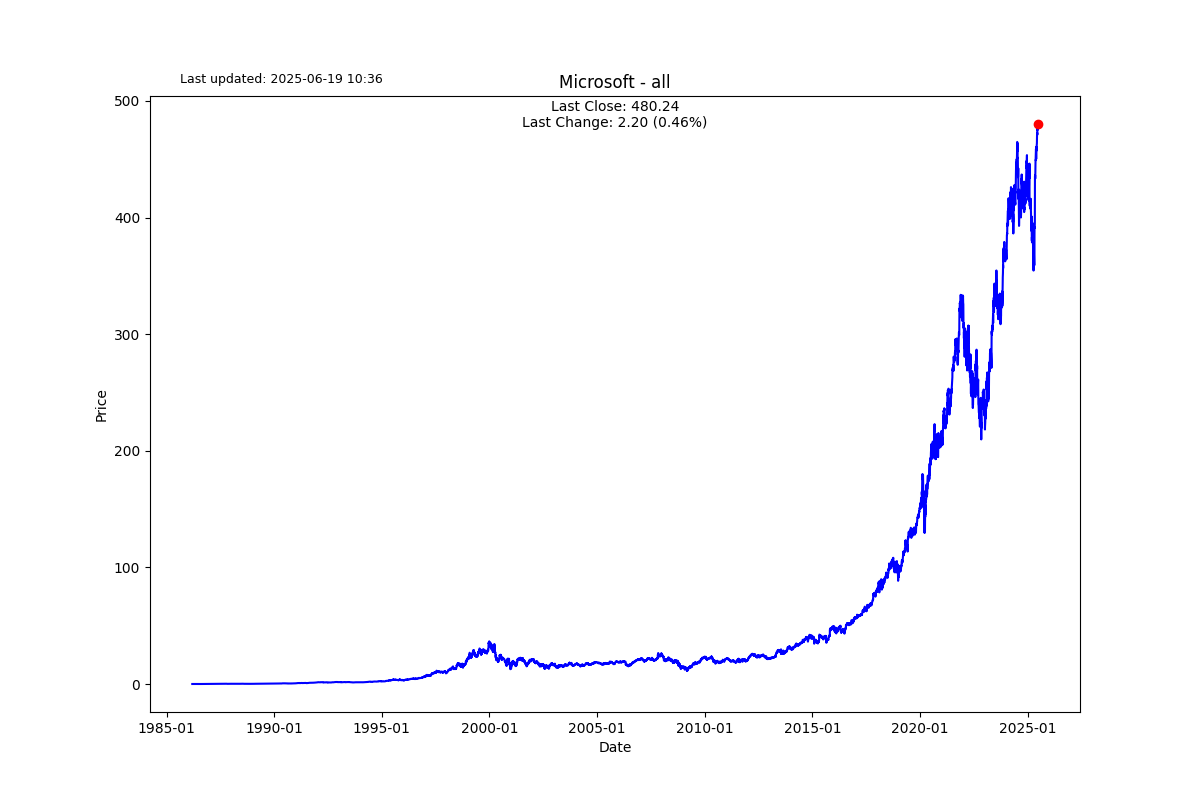 Last updated: 2025-06-19 10:36
Microsoft - all
Last Close: 480.24
Last Change: 2.20 (0.46%)
500
400
300
200
100
0
Price
1985-01
1990-01
1995-01
2000-01
2005-01
2010-01
2015-01
2020-01
2025-01
Date